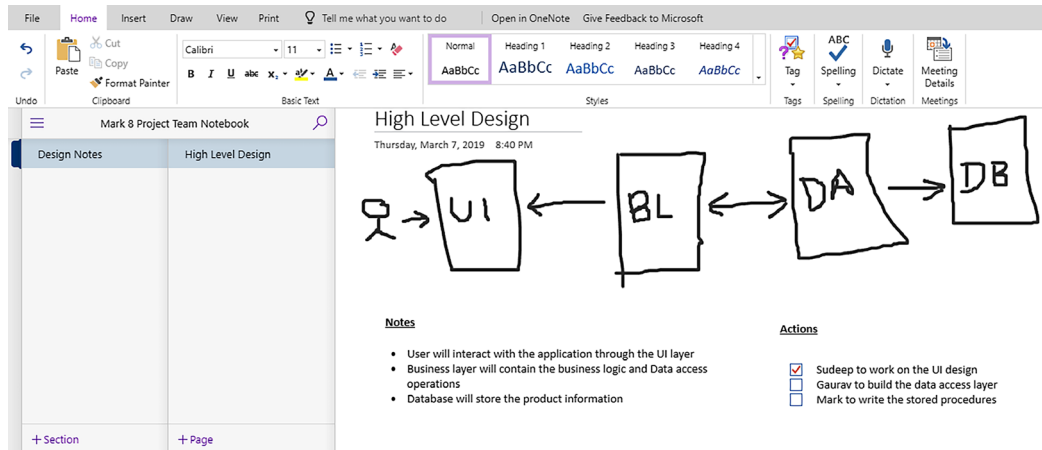 File Home Insert Draw View Print Tell me what you want to do Open in OneNote Give Feedback to Microsoft
Paste Cut Copy Format Painter
Calibri 11
B I U abc x₂ ab A A
Normal Heading 1 Heading 2 Heading 3 Heading 4
AaBbCc AaBbCc AaBbCc AaBbCc AaBbCc
Tag
ABC
Spelling
Dictate
Meeting
Details
Undo Clipboard Basic Text Styles Tags Spelling Dictation Meetings
Mark 8 Project Team Notebook
Design Notes
High Level Design
+ Section
+ Page
High Level Design
Thursday, March 7, 2019 8:40 PM
UI BL DA DB
Notes
• User will interact with the application through the UI layer
• Business layer will contain the business logic and Data access
operations
• Database will store the product information
Actions
Sudeep to work on the UI design
Gaurav to build the data access layer
Mark to write the stored procedures